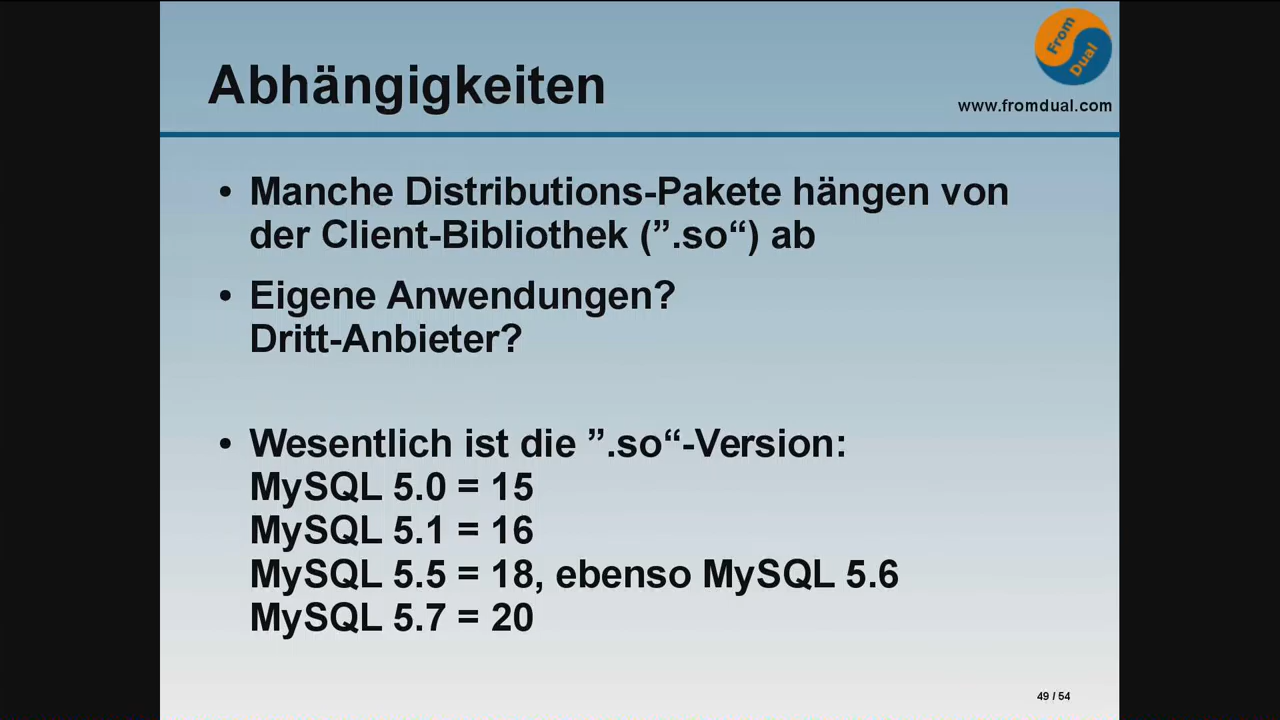 From
Dual
Abhängigkeiten
www.fromdual.com
• Manche Distributions-Pakete hängen von
der Client-Bibliothek (”.so“) ab
• Eigene Anwendungen?
Dritt-Anbieter?
• Wesentlich ist die ”.so“-Version:
MySQL 5.0 = 15
MySQL 5.1 = 16
MySQL 5.5 = 18, ebenso MySQL 5.6
MySQL 5.7 = 20
49 / 54